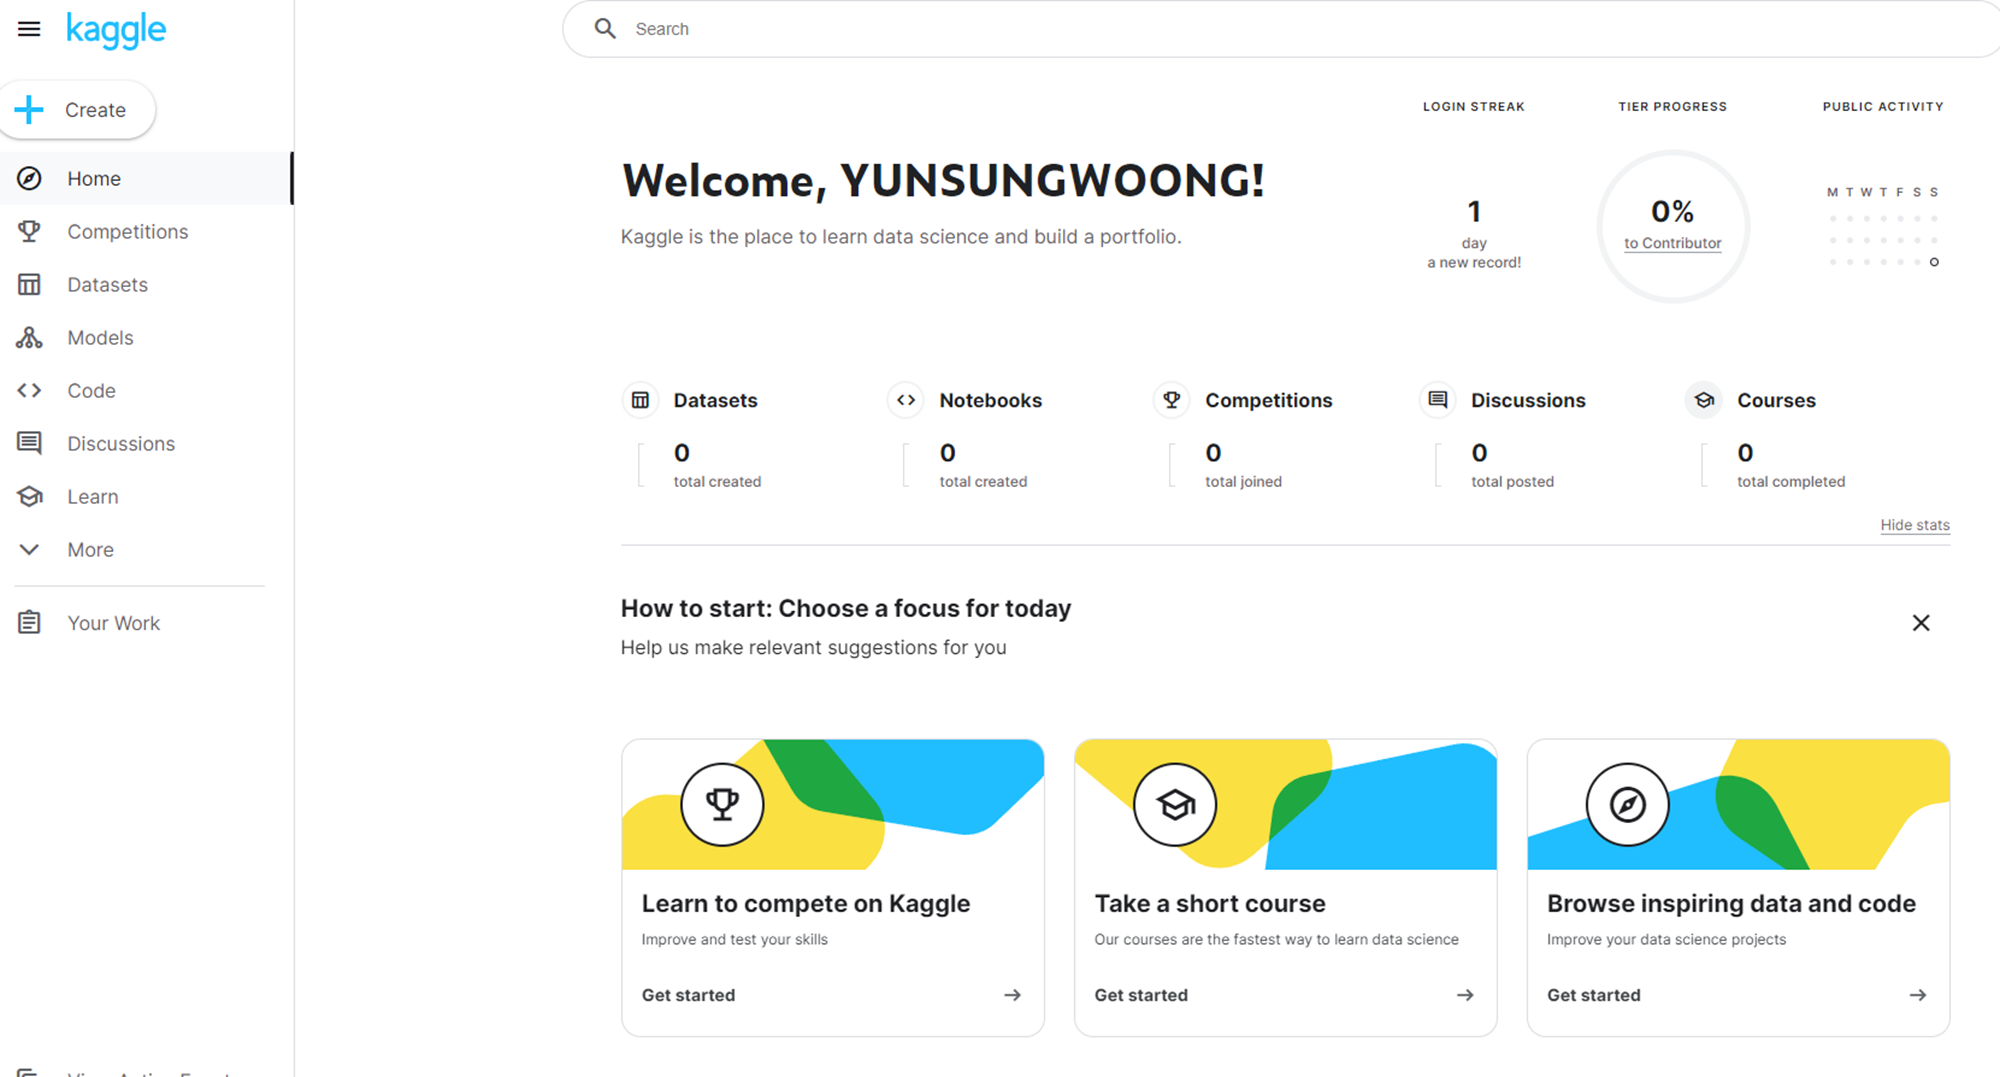 kaggle
Search
Create
Home
Competitions
Datasets
Models
Code
Discussions
Learn
More
Your Work
LOGIN STREAK
TIER PROGRESS
PUBLIC ACTIVITY
Welcome, YUNSUNGWOONG!
Kaggle is the place to learn data science and build a portfolio.
1
day
a new record!
0%
to Contributor
M T W T F S S
Datasets
0
total created
Notebooks
0
total created
Competitions
0
total joined
Discussions
0
total posted
Courses
0
total completed
Hide stats
How to start: Choose a focus for today
Help us make relevant suggestions for you
Learn to compete on Kaggle
Improve and test your skills
Get started
Take a short course
Our courses are the fastest way to learn data science
Get started
Browse inspiring data and code
Improve your data science projects
Get started